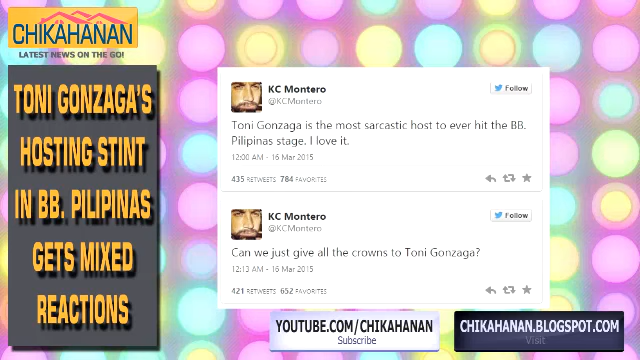 CHIKAHANAN
LATEST NEWS ON THE GO!
TONI GONZAGA'S
HOSTING STINT
IN BB. PILIPINAS
GETS MIXED
REACTIONS
KC Montero
@KCMontero
Follow
Toni Gonzaga is the most sarcastic host to ever hit the BB.
Pilipinas stage. I love it.
12:00 AM - 16 Mar 2015
435 RETWEETS 784 FAVORITES
KC Montero
@KCMontero
Follow
Can we just give all the crowns to Toni Gonzaga?
12:13 AM - 16 Mar 2015
421 RETWEETS 652 FAVORITES
YOUTUBE.COM/CHIKAHANAN
Subscribe
CHIKAHANAN.BLOGSPOT.COM
Visit